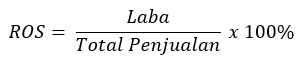 ROS = Laba / Total Penjualan x 100%